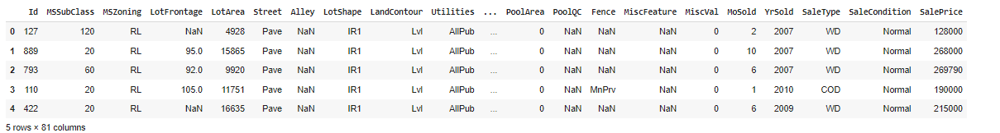 Id MSSubClass MSZoning LotFrontage LotArea Street Alley LotShape LandContour Utilities ... PoolArea PoolQC Fence MiscFeature MiscVal MoSold YrSold SaleType SaleCondition SalePrice
0 127 120 RL NaN 4928 Pave NaN IR1 Lvl AllPub ... 0 NaN NaN NaN 0 2 2007 WD Normal 128000
1 889 20 RL 95.0 15865 Pave NaN IR1 Lvl AllPub ... 0 NaN NaN NaN 0 10 2007 WD Normal 268000
2 793 60 RL 92.0 9920 Pave NaN IR1 Lvl AllPub ... 0 NaN NaN NaN 0 6 2007 WD Normal 269790
3 110 20 RL 105.0 11751 Pave NaN IR1 Lvl AllPub ... 0 NaN MnPrv NaN 0 1 2010 COD Normal 190000
4 422 20 RL NaN 16635 Pave NaN IR1 Lvl AllPub ... 0 NaN NaN NaN 0 6 2009 WD Normal 215000
5 rows × 81 columns